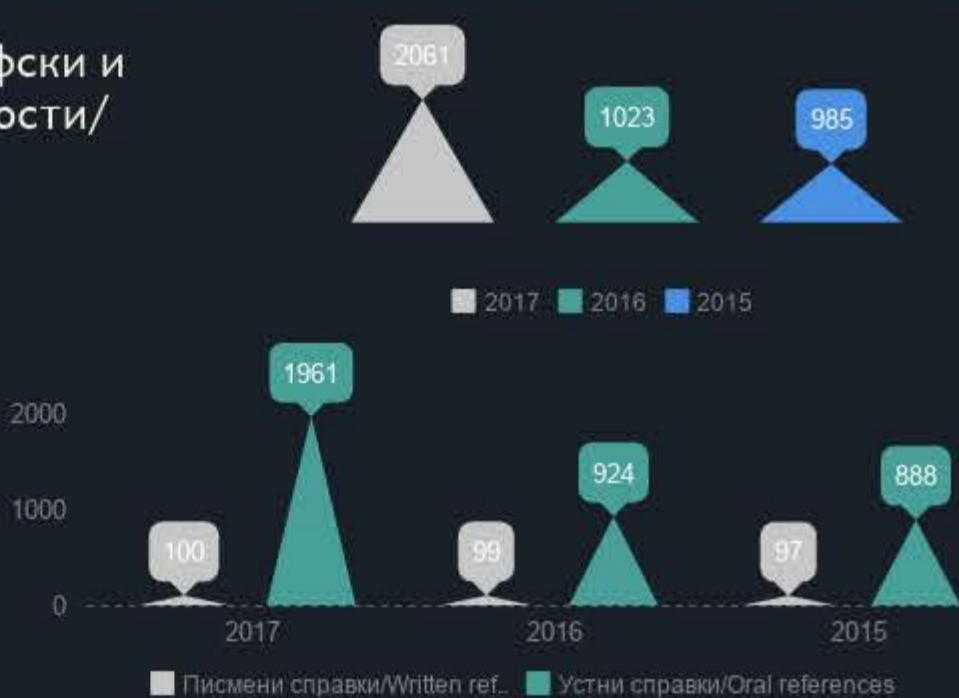 фски и
ости/
2061
1023
985
2017 2016 2015
1961
2000
924
888
1000
100
99
97
0
2017 2016 2015
Писмени справки/Written ref.. Устни справки/Oral references